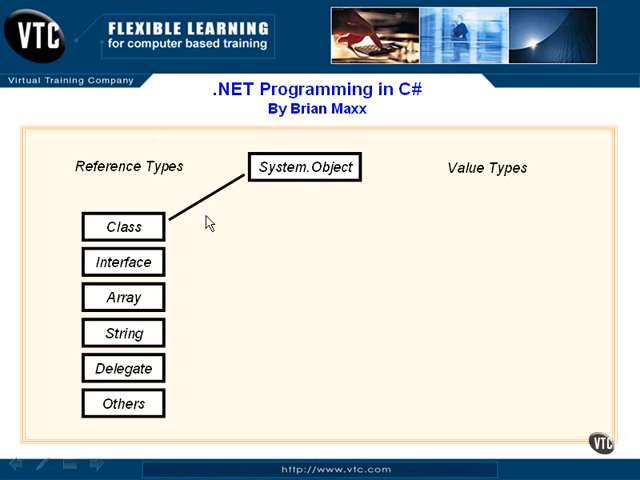 VTC
FLEXIBLE LEARNING
for computer based training
Virtual Training Company
.NET Programming in C#
By Brian Maxx
Reference Types
System.Object
Value Types
Class
Interface
Array
String
Delegate
Others
VTC
http://www.vtc.com